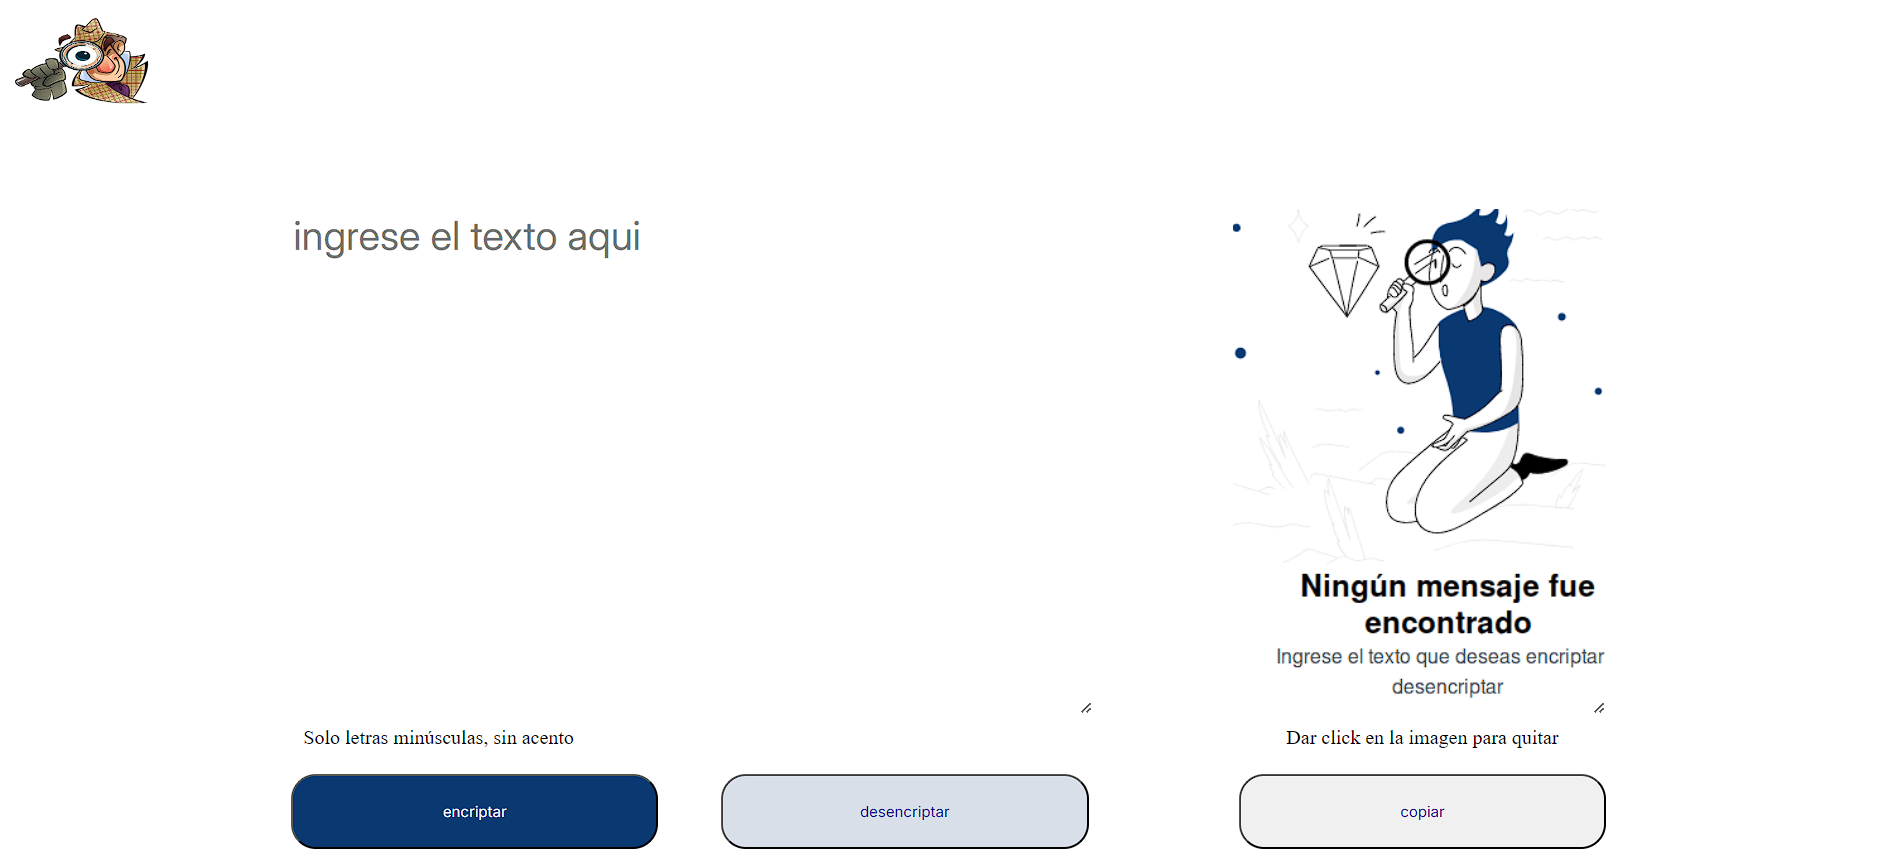 ingrese el texto aqui
Ningún mensaje fue
encontrado
Ingrese el texto que deseas encriptar
desencriptar
Solo letras minúsculas, sin acento
Dar click en la imagen para quitar
encriptar
desencriptar
copiar